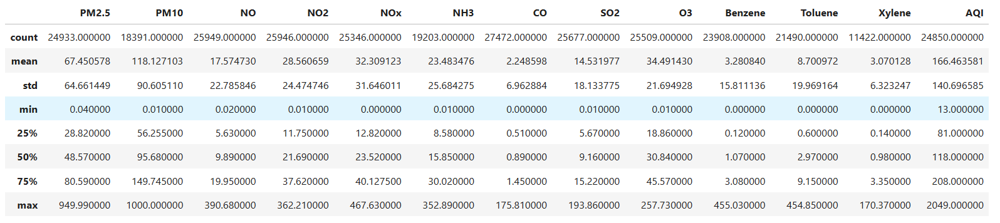 PM2.5 PM10 NO NO2 NOx NH3 CO SO2 O3 Benzene Toluene Xylene AQI
count 24933.000000 18391.000000 25949.000000 25946.000000 25346.000000 19203.000000 27472.000000 25677.000000 25509.000000 23908.000000 21490.000000 11422.000000 24850.000000
mean 67.450578 118.127103 17.574730 28.560659 32.309123 23.483476 2.248598 14.531977 34.491430 3.280840 8.700972 3.070128 166.463581
std 64.661449 90.605110 22.785846 24.474746 31.646011 25.684275 6.962884 18.133775 21.694928 15.811136 19.969164 6.323247 140.696585
min 0.040000 0.010000 0.020000 0.010000 0.000000 0.010000 0.000000 0.010000 0.010000 0.000000 0.000000 0.000000 13.000000
25% 28.820000 56.255000 5.630000 11.750000 12.820000 8.580000 0.510000 5.670000 18.860000 0.120000 0.600000 0.140000 81.000000
50% 48.570000 95.680000 9.890000 21.690000 23.520000 15.850000 0.890000 9.160000 30.840000 1.070000 2.970000 0.980000 118.000000
75% 80.590000 149.745000 19.950000 37.620000 40.127500 30.020000 1.450000 15.220000 45.570000 3.080000 9.150000 3.350000 208.000000
max 949.990000 1000.000000 390.680000 362.210000 467.630000 352.890000 175.810000 193.860000 257.730000 455.030000 454.850000 170.370000 2049.000000